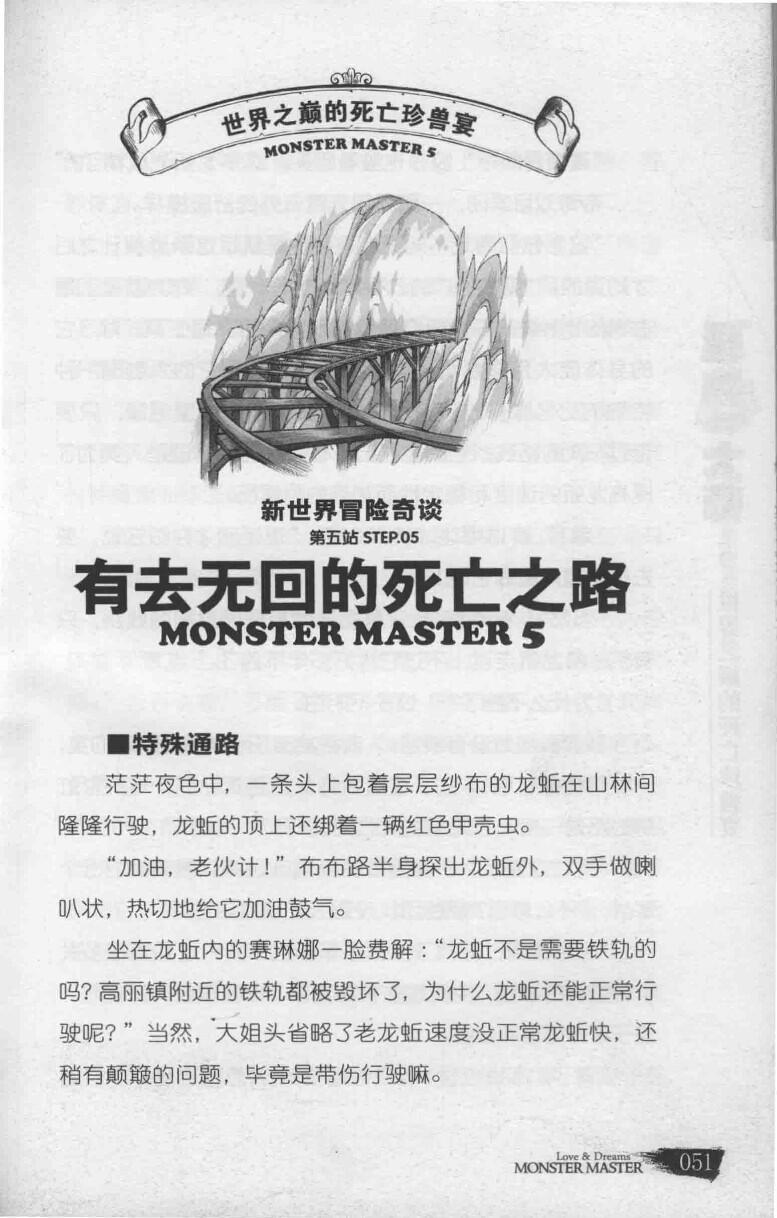 世界之巅的死亡珍兽宴
MONSTER MASTER 5
新世界冒险奇谈
第五站 STEP.05
有去无回的死亡之路
MONSTER MASTER 5
■特殊通路
茫茫夜色中，一条头上包着层层纱布的龙蚯在山林间
隆隆行驶，龙蚯的顶上还绑着一辆红色甲壳虫。
“加油，老伙计！”布布路半身探出龙蚯外，双手做喇
叭状，热切地给它加油鼓气。
坐在龙蚯内的赛琳娜一脸费解：“龙蚯不是需要铁轨的
吗？高丽镇附近的铁轨都被毁坏了，为什么龙蚯还能正常行
驶呢？”当然，大姐头省略了老龙蚯速度没正常龙蚯快，还
稍有颠簸的问题，毕竟是带伤行驶嘛。
Love & Dreams
MONSTER MASTER
051